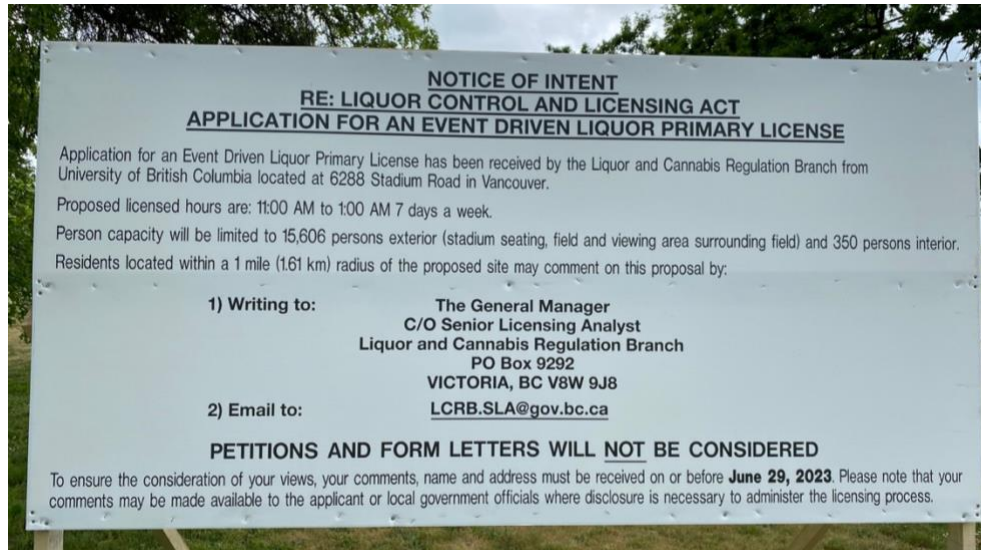 NOTICE OF INTENT
RE: LIQUOR CONTROL AND LICENSING ACT
APPLICATION FOR AN EVENT DRIVEN LIQUOR PRIMARY LICENSE
Application for an Event Driven Liquor Primary License has been received by the Liquor and Cannabis Regulation Branch from
University of British Columbia located at 6288 Stadium Road in Vancouver.
Proposed licensed hours are: 11:00 AM to 1:00 AM 7 days a week.
Person capacity will be limited to 15,606 persons exterior (stadium seating, field and viewing area surrounding field) and 350 persons interior.
Residents located within a 1 mile (1.61 km) radius of the proposed site may comment on this proposal by:
1) Writing to: The General Manager
C/O Senior Licensing Analyst
Liquor and Cannabis Regulation Branch
PO Box 9292
VICTORIA, BC V8W 9J8
2) Email to: LCRB.SLA@gov.bc.ca
PETITIONS AND FORM LETTERS WILL NOT BE CONSIDERED
To ensure the consideration of your views, your comments, name and address must be received on or before June 29, 2023. Please note that your
comments may be made available to the applicant or local government officials where disclosure is necessary to administer the licensing process.